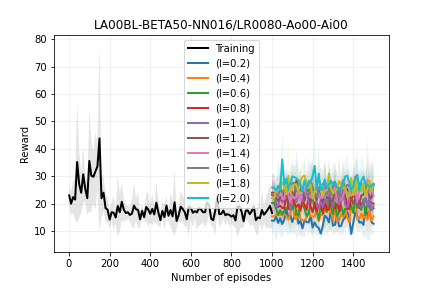 LA00BL-BETA50-NN016/LR0080-Ao00-Ai00
80
70
60
50
40
30
20
10
Reward
Training
(l=0.2)
(l=0.4)
(l=0.6)
(l=0.8)
(l=1.0)
(l=1.2)
(l=1.4)
(l=1.6)
(l=1.8)
(l=2.0)
0 200 400 600 800 1000 1200 1400
Number of episodes